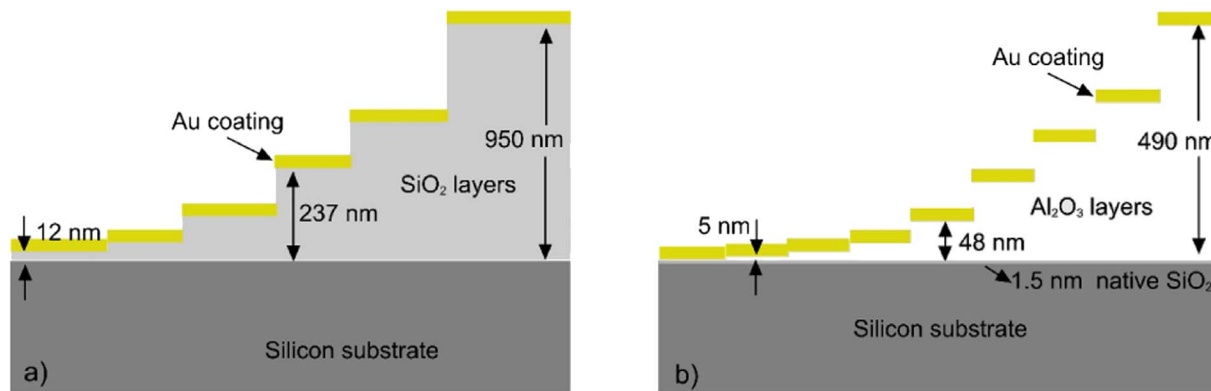 Au coating
950 nm
SiO₂ layers
12 nm
237 nm
Silicon substrate
a)
Au coating
490 nm
Al₂O₃ layers
5 nm
48 nm
1.5 nm native SiO₂
Silicon substrate
b)